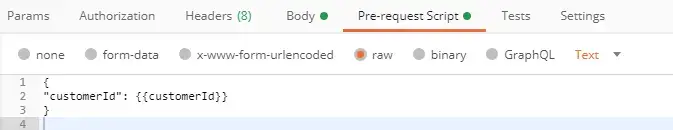 Params Authorization Headers (8) Body Pre-request Script Tests Settings
none form-data x-www-form-urlencoded raw binary GraphQL Text
1 {
2 "customerId": {{customerId}}
3 }
4